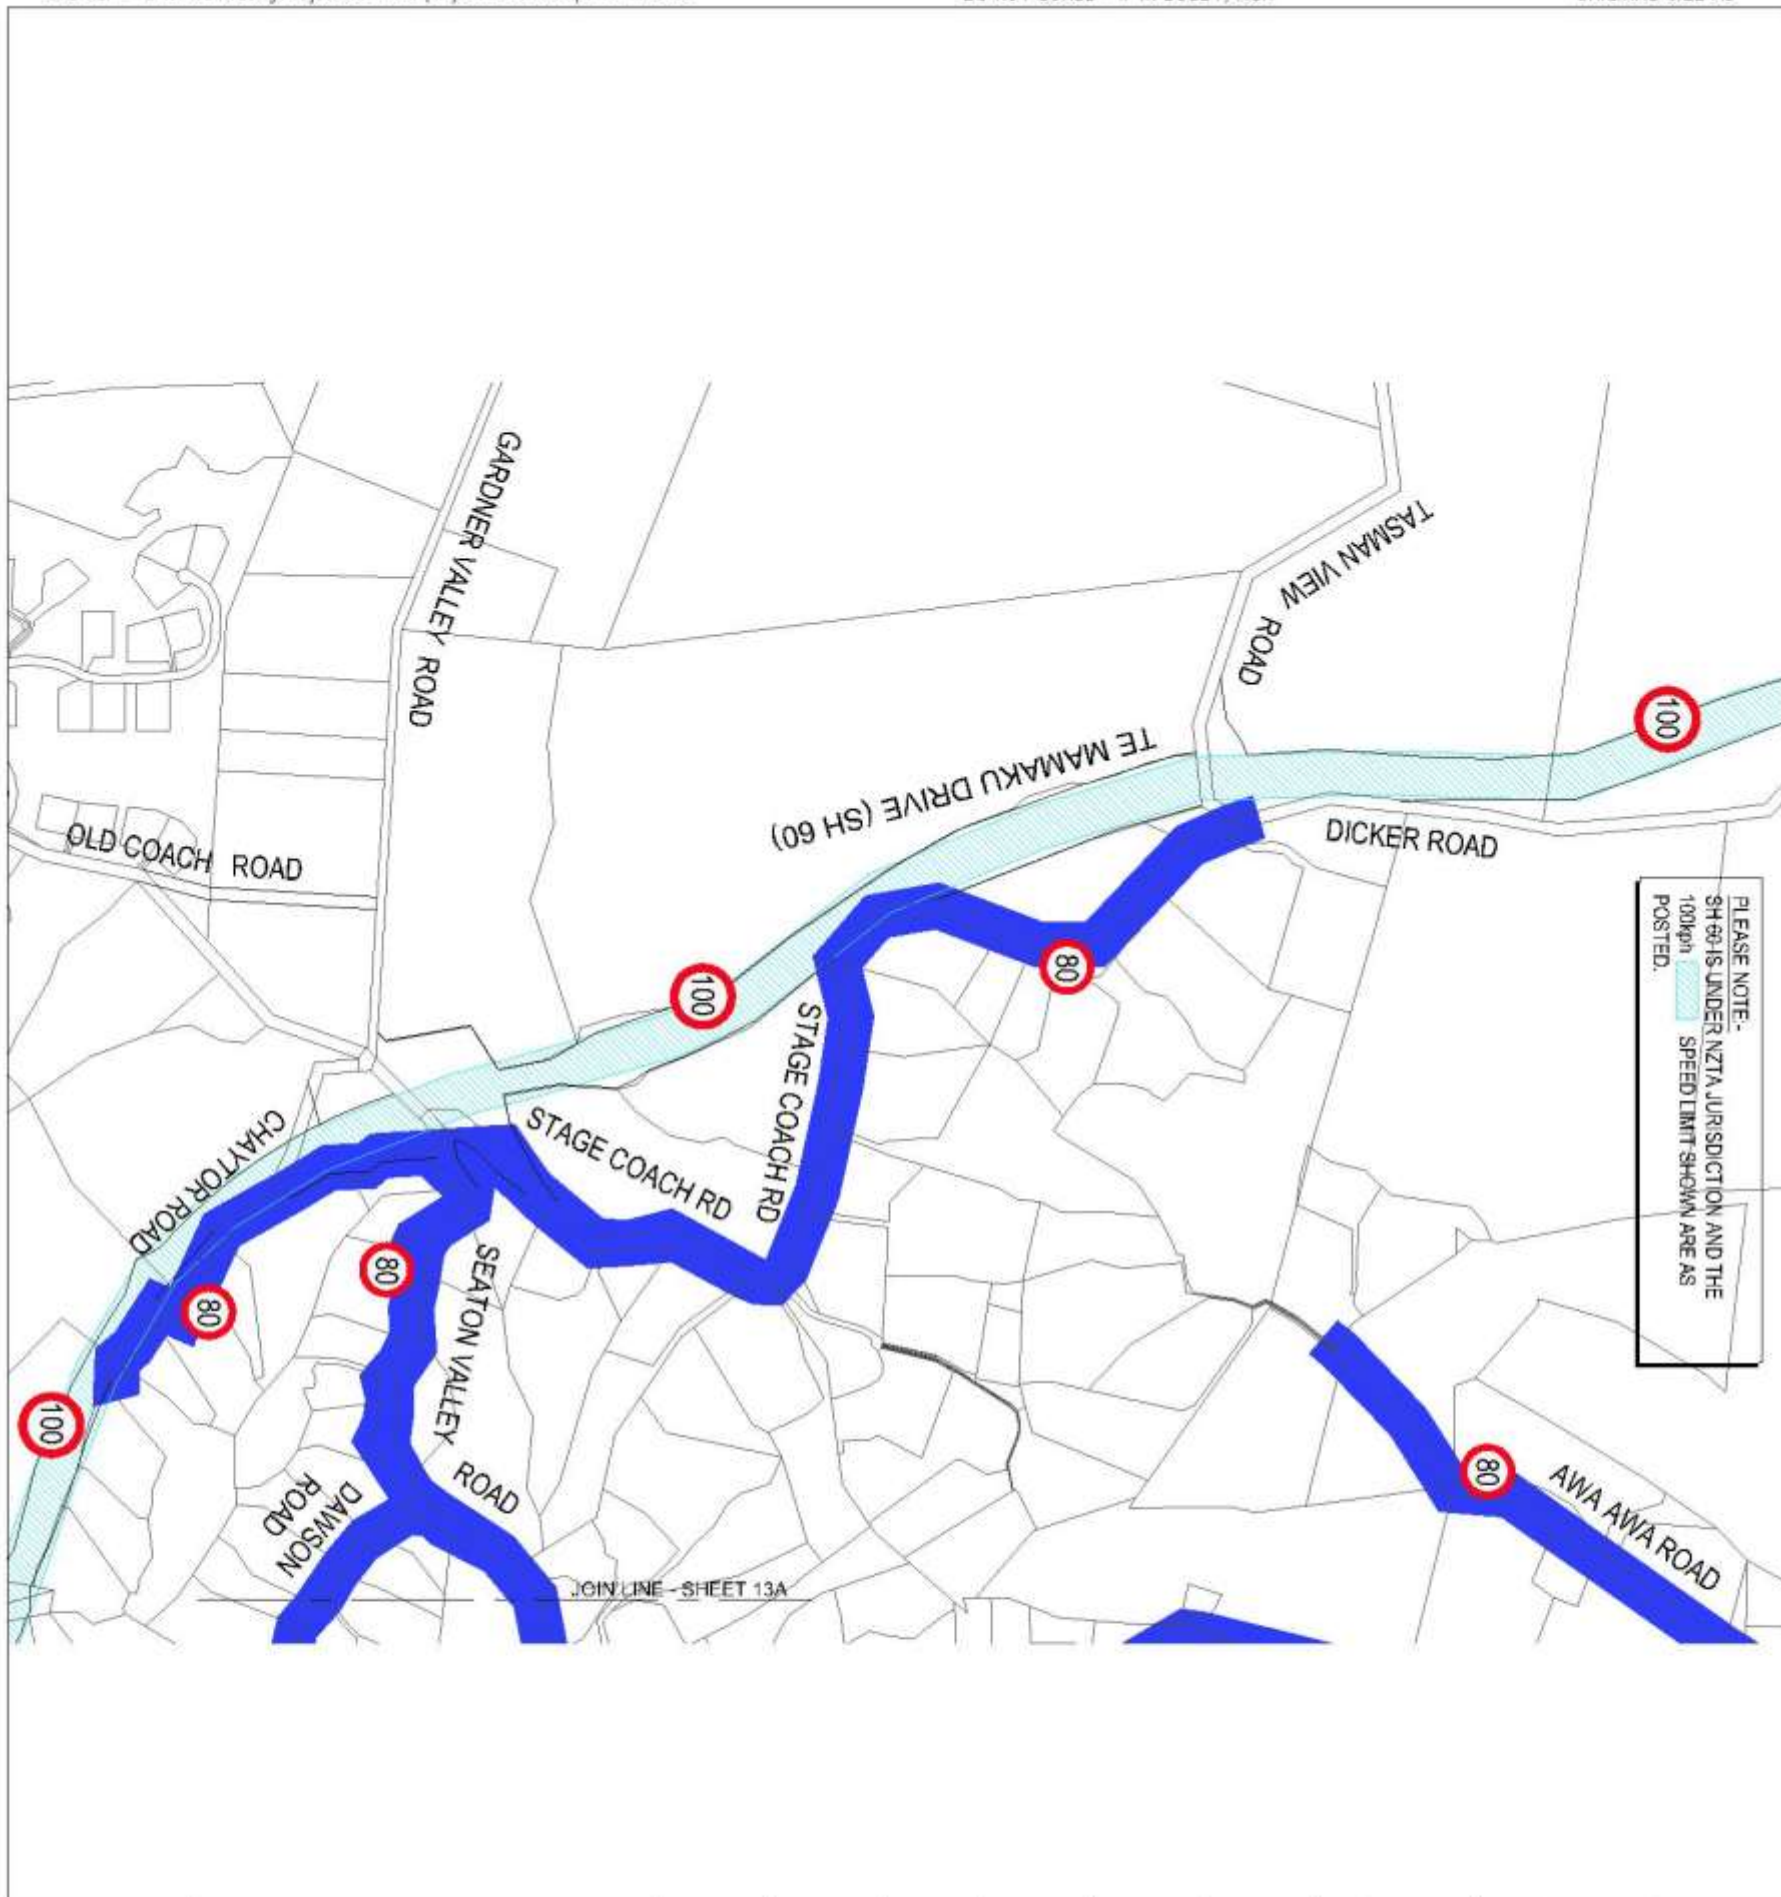 GARDNER VALLEY ROAD
TASMAN VIEW ROAD
100
TE MAMAKU DRIVE (SH 60)
DICKER ROAD
OLD COACH ROAD
PLEASE NOTE:-
SH 60 IS UNDER NZTA JURISDICTION AND THE
100kph SPEED LIMIT SHOWN ARE AS
POSTED.
80
100
STAGE COACH RD
STAGE COACH RD
CHAYTOR ROAD
80
80
SEATON VALLEY ROAD
100
80
AWA AWA ROAD
DAWSON
ROAD
JOIN LINE - SHEET 13A